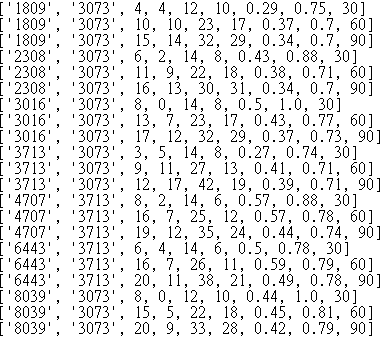 ['1809', '3073', 4, 4, 12, 10, 0.29, 0.75, 30]
['1809', '3073', 10, 10, 23, 17, 0.37, 0.7, 60]
['1809', '3073', 15, 14, 32, 29, 0.34, 0.7, 90]
['2308', '3073', 6, 2, 14, 8, 0.43, 0.88, 30]
['2308', '3073', 11, 9, 22, 18, 0.38, 0.71, 60]
['2308', '3073', 16, 13, 30, 31, 0.34, 0.7, 90]
['3016', '3073', 8, 0, 14, 8, 0.5, 1.0, 30]
['3016', '3073', 13, 7, 23, 17, 0.43, 0.77, 60]
['3016', '3073', 17, 12, 32, 29, 0.37, 0.73, 90]
['3713', '3073', 3, 5, 14, 8, 0.27, 0.74, 30]
['3713', '3073', 9, 11, 27, 13, 0.41, 0.71, 60]
['3713', '3073', 12, 17, 42, 19, 0.39, 0.71, 90]
['4707', '3713', 8, 2, 14, 6, 0.57, 0.88, 30]
['4707', '3713', 16, 7, 25, 12, 0.57, 0.78, 60]
['4707', '3713', 19, 12, 35, 24, 0.44, 0.74, 90]
['6443', '3713', 6, 4, 14, 6, 0.5, 0.78, 30]
['6443', '3713', 16, 7, 26, 11, 0.59, 0.79, 60]
['6443', '3713', 20, 11, 38, 21, 0.49, 0.78, 90]
['8039', '3073', 8, 0, 12, 10, 0.44, 1.0, 30]
['8039', '3073', 15, 5, 22, 18, 0.45, 0.81, 60]
['8039', '3073', 20, 9, 33, 28, 0.42, 0.79, 90]